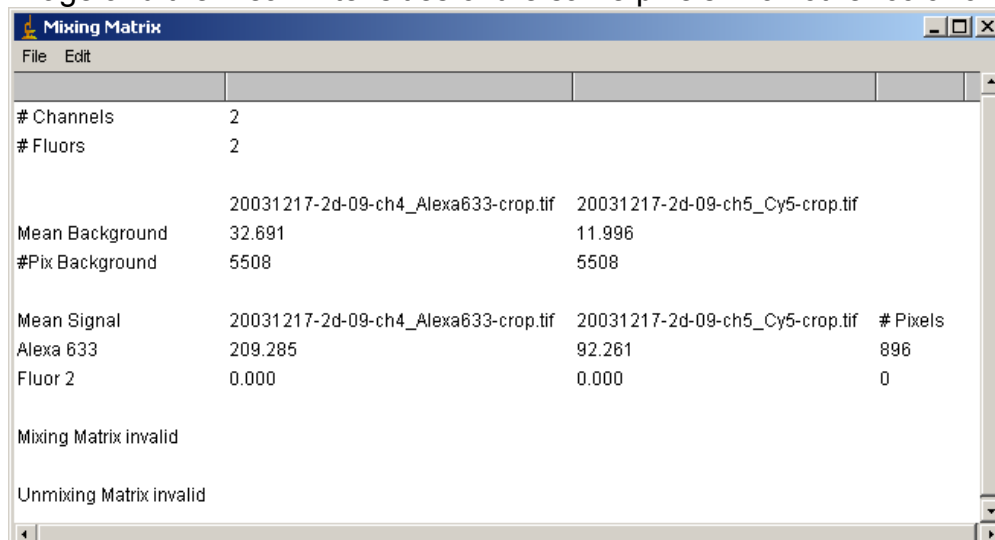 Mixing Matrix
File Edit
# Channels 2
# Fluors 2
20031217-2d-09-ch4_Alexa633-crop.tif 20031217-2d-09-ch5_Cy5-crop.tif
Mean Background 32.691 11.996
#Pix Background 5508 5508
Mean Signal 20031217-2d-09-ch4_Alexa633-crop.tif 20031217-2d-09-ch5_Cy5-crop.tif # Pixels
Alexa 633 209.285 92.261 896
Fluor 2 0.000 0.000 0
Mixing Matrix invalid
Unmixing Matrix invalid